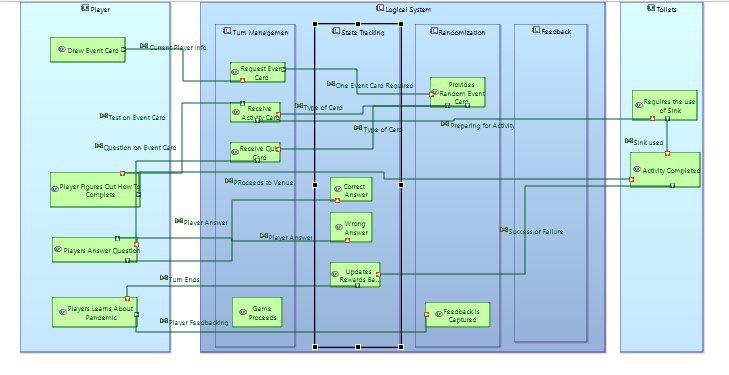 Player
Logical System
Toilets
Turn Managemen
State Tracking
Randomization
Feedback
Draw Event Card
Current Player Info
Request Even
Card
One Event Card Required
Provides
Random Event
Card
Requires the use
of Sink
Receive
Activity Card
Type of Card
Test on Event Card
Type of Card
Preparing for Activity
Sink used
Question on Event Card
Receive Quiz
Card
Activity Completed
Player Figures Out How To
Complete
PRoceeds to Venue
Correct
Answer
Player Answer
Wrong
Answer
Player Answer
Success or Failure
Players Answer Question
Turn Ends
Updates
Rewards Ba...
Players Learns About
Pandemic
Game
Proceeds
Feedback is
Captured
Player Feedbacking